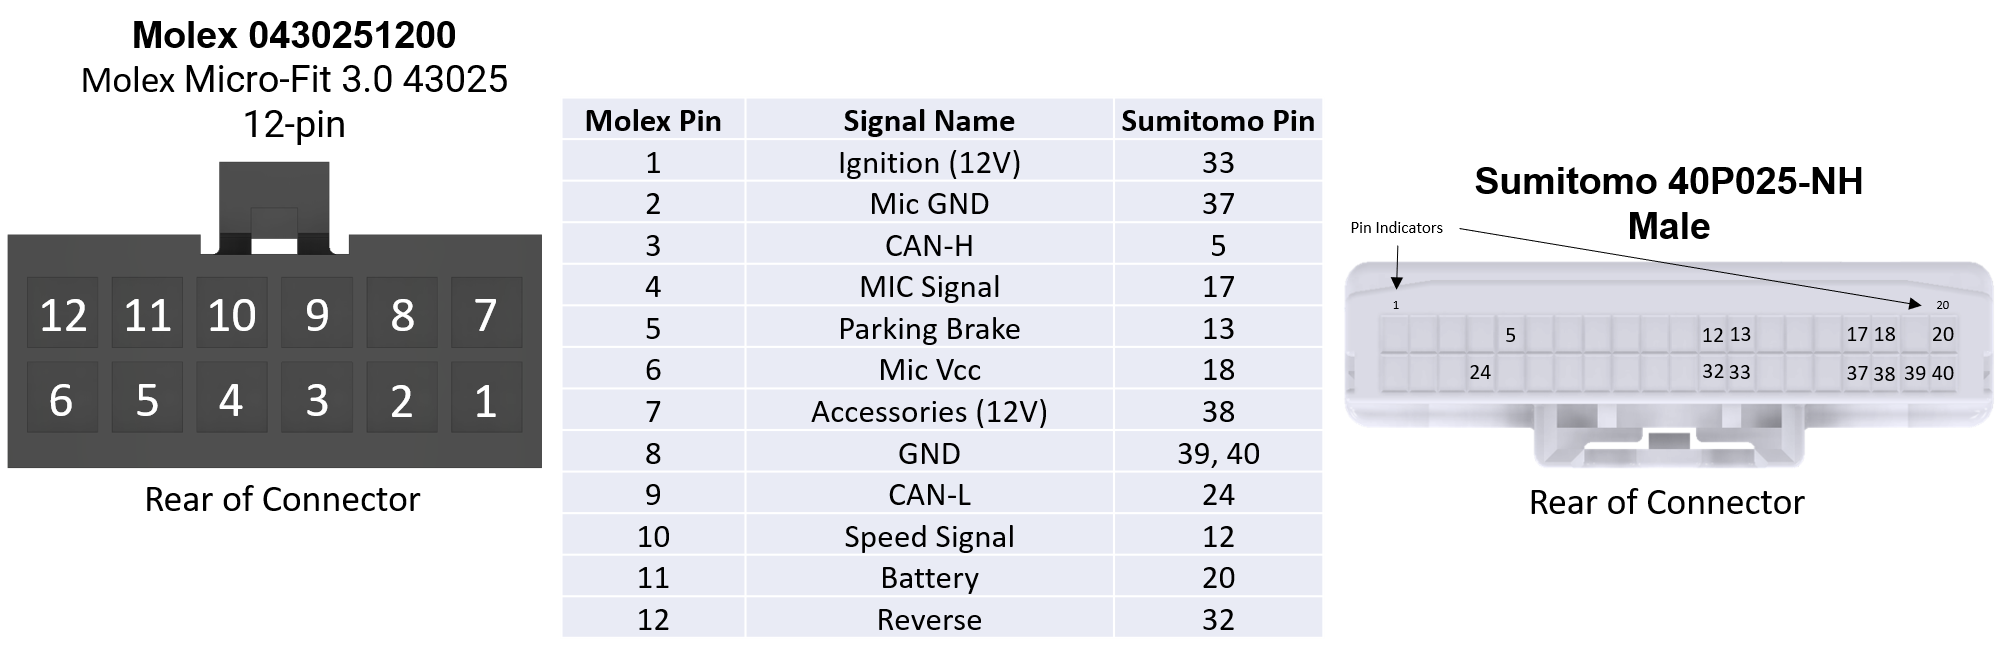 Molex 0430251200
Molex Micro-Fit 3.0 43025
12-pin
12 11 10 9 8 7
6 5 4 3 2 1
Rear of Connector
Molex Pin Signal Name Sumitomo Pin
1 Ignition (12V) 33
2 Mic GND 37
3 CAN-H 5
4 MIC Signal 17
5 Parking Brake 13
6 Mic Vcc 18
7 Accessories (12V) 38
8 GND 39, 40
9 CAN-L 24
10 Speed Signal 12
11 Battery 20
12 Reverse 32
Sumitomo 40P025-NH
Male
Pin Indicators
1 20
5 12 13 17 18 20
24 32 33 37 38 39 40
Rear of Connector